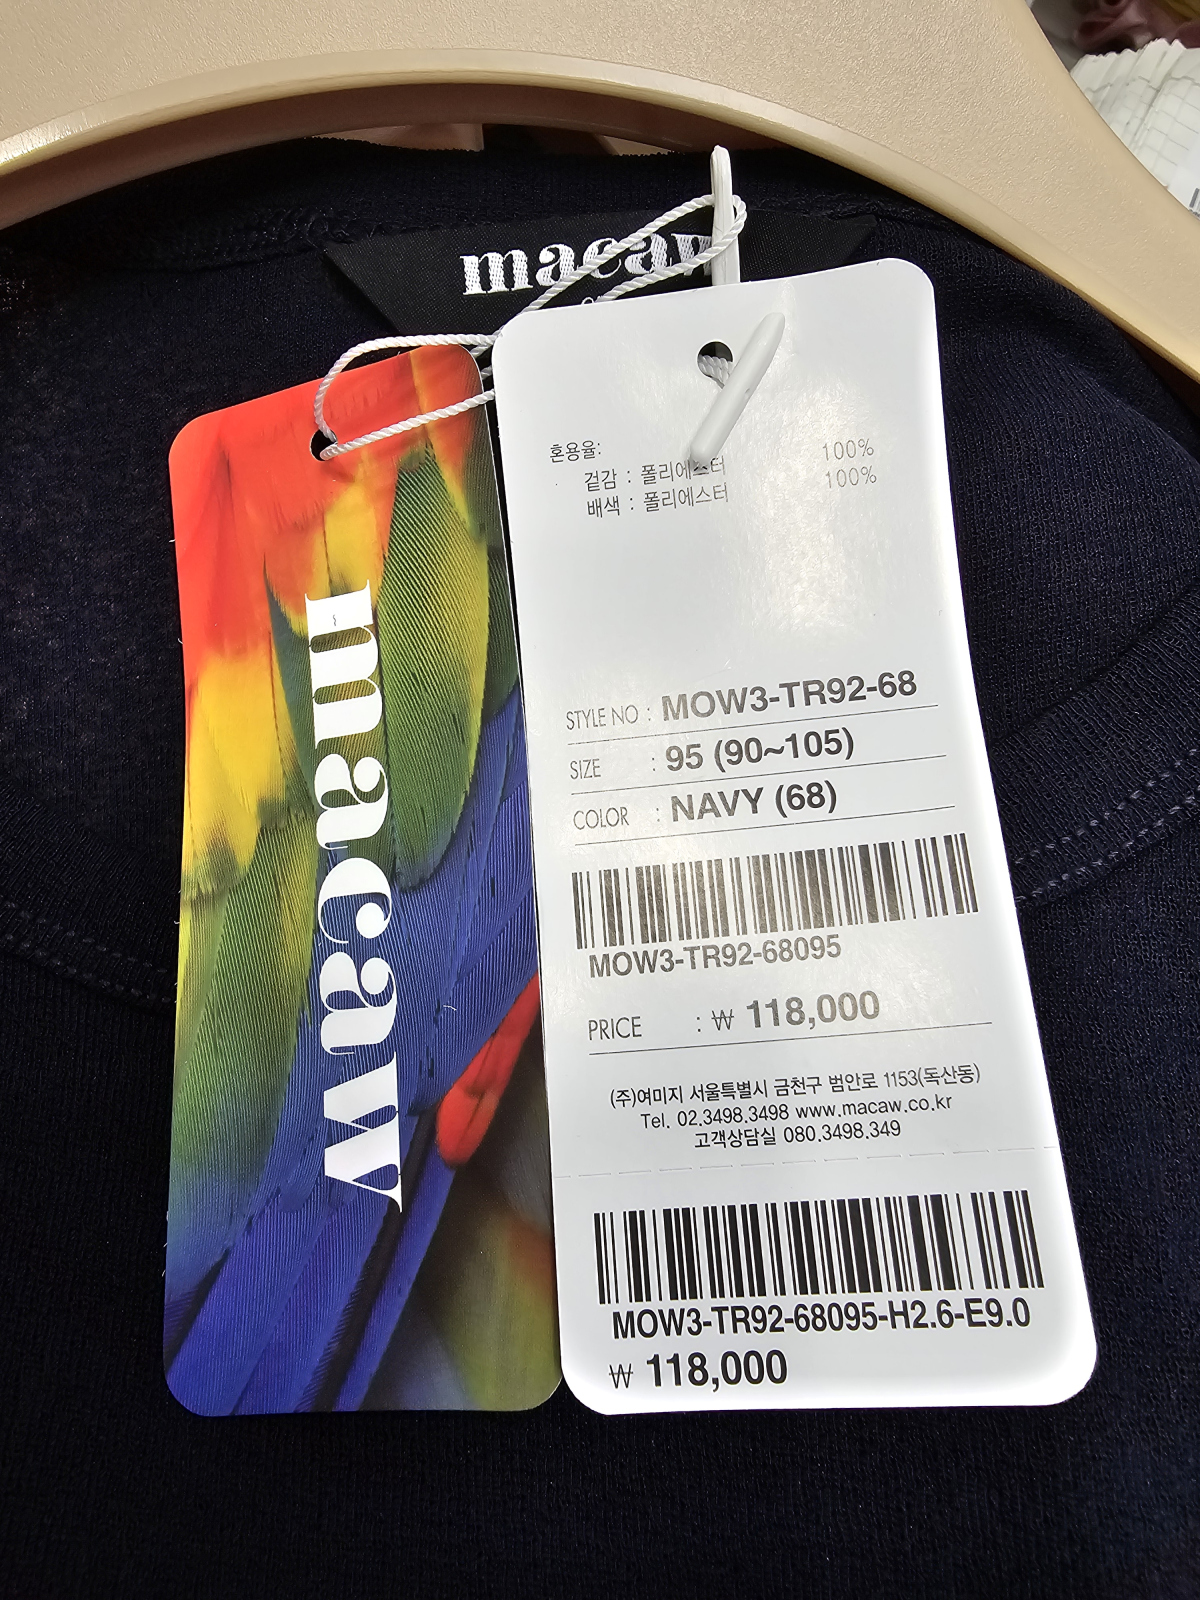 macaw
macaw
혼용율:
겉감 : 폴리에스터 100%
배색 : 폴리에스터 100%
STYLE NO : MOW3-TR92-68
SIZE : 95 (90~105)
COLOR : NAVY (68)
MOW3-TR92-68095
PRICE : ₩ 118,000
(주)여미지 서울특별시 금천구 범안로 1153(독산동)
Tel. 02.3498.3498 www.macaw.co.kr
고객상담실 080.3498.349
MOW3-TR92-68095-H2.6-E9.0
₩ 118,000